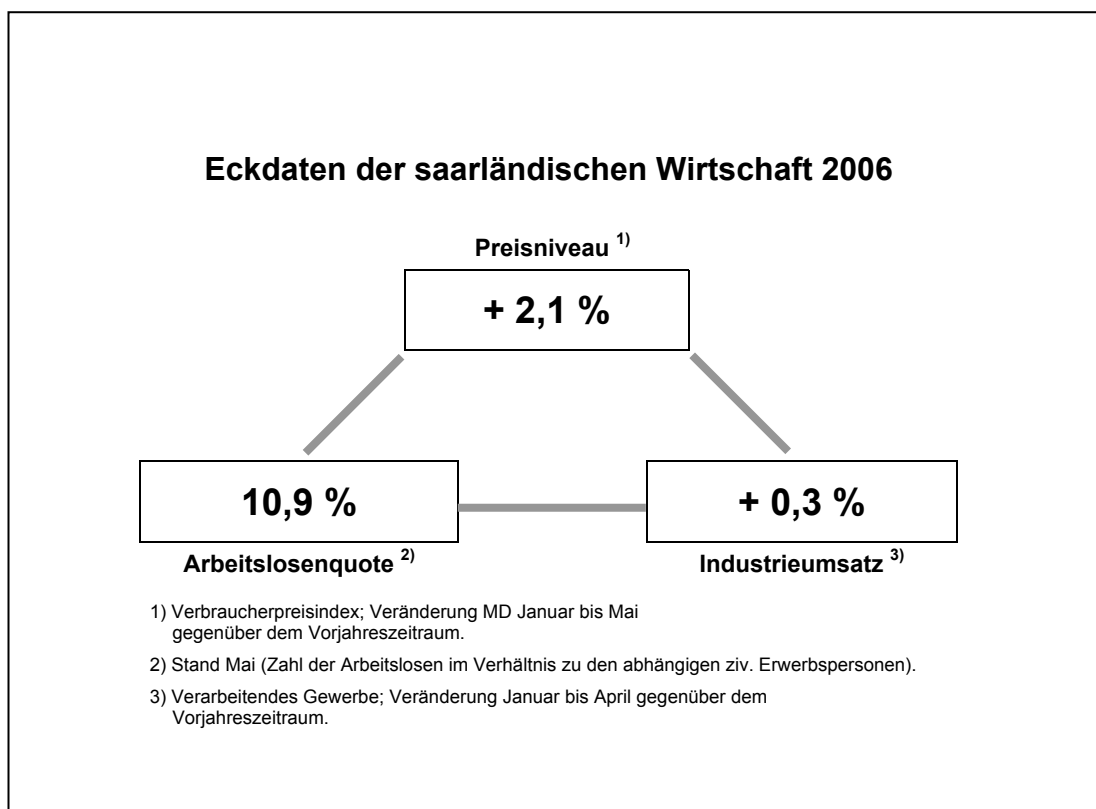 Eckdaten der saarländischen Wirtschaft 2006
Preisniveau 1)
+ 2,1 %
10,9 %
+ 0,3 %
Arbeitslosenquote 2)
Industrieumsatz 3)
1) Verbraucherpreisindex; Veränderung MD Januar bis Mai
gegenüber dem Vorjahreszeitraum.
2) Stand Mai (Zahl der Arbeitslosen im Verhältnis zu den abhängigen ziv. Erwerbspersonen).
3) Verarbeitendes Gewerbe; Veränderung Januar bis April gegenüber dem
Vorjahreszeitraum.